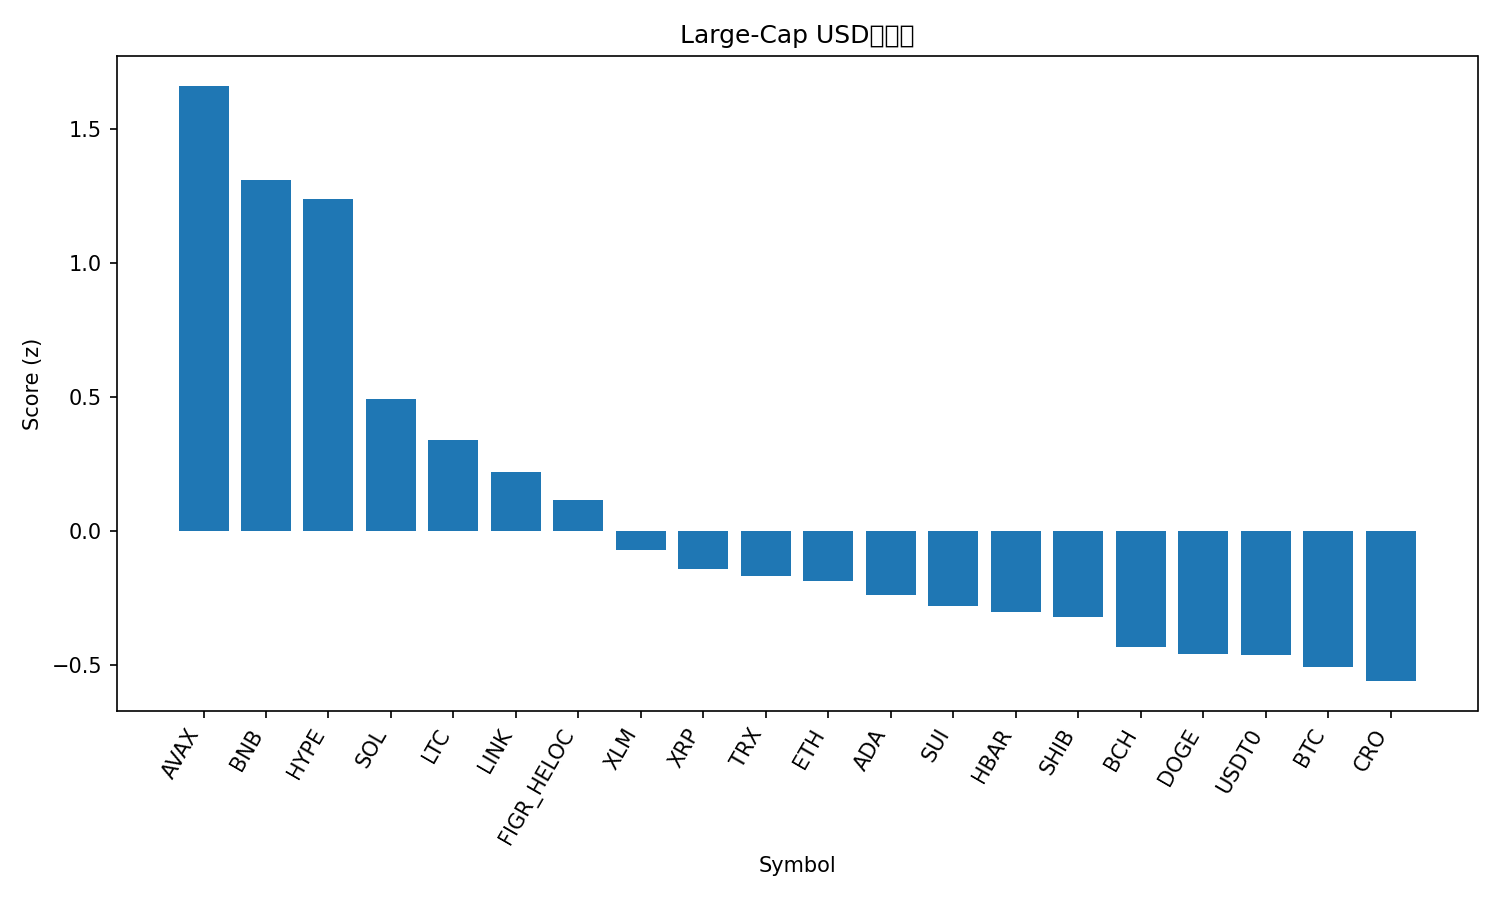 Large-Cap USD
Score (z)
1.5
1.0
0.5
0.0
−0.5
AVAX
BNB
HYPE
SOL
LTC
LINK
FIGR_HELOC
XLM
XRP
TRX
ETH
ADA
SUI
HBAR
SHIB
BCH
DOGE
USDT0
BTC
CRO
Symbol